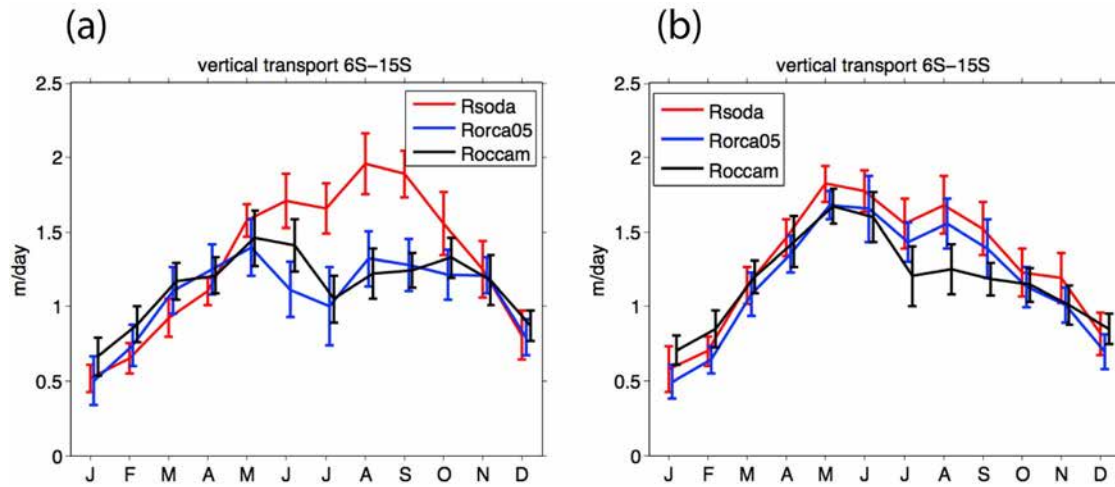 (a)
vertical transport 6S–15S
2.5
2
1.5
1
0.5
0
m/day
Rsoda
Rorca05
Roccam
J F M A M J J A S O N D
(b)
vertical transport 6S–15S
2.5
2
1.5
1
0.5
0
m/day
Rsoda
Rorca05
Roccam
J F M A M J J A S O N D